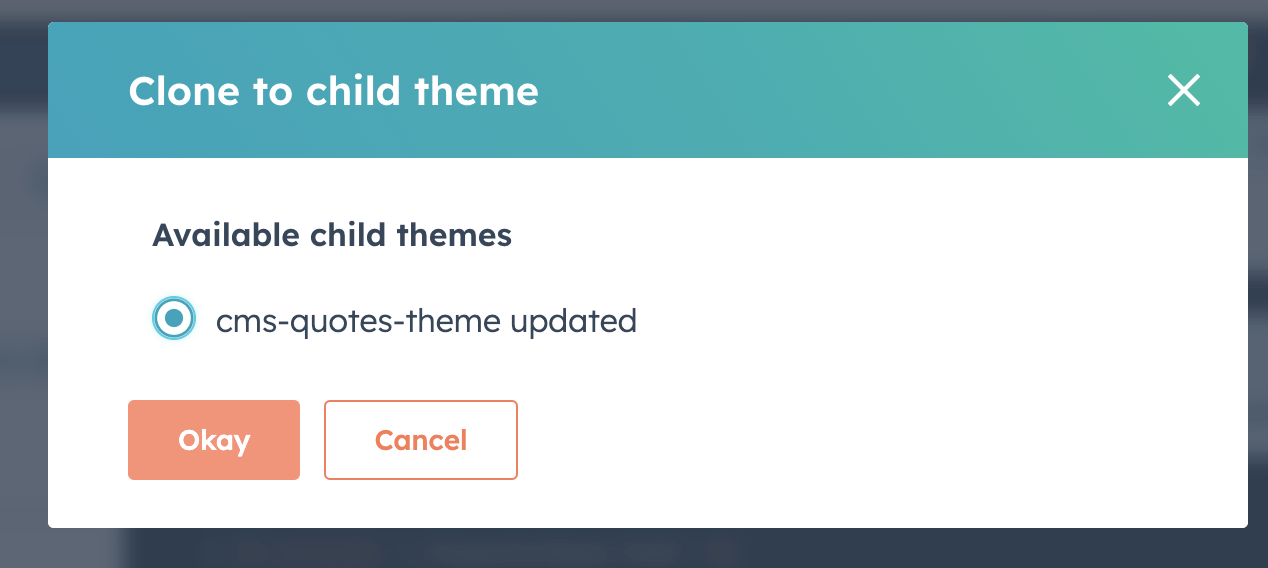 Clone to child theme
Available child themes
cms-quotes-theme updated
Okay
Cancel